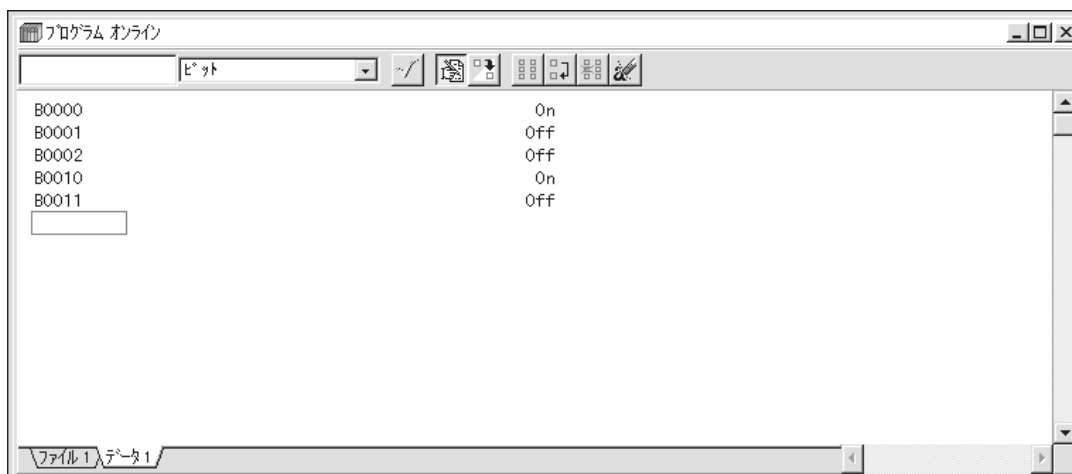 プログラム オンライン
ビット
B0000 On
B0001 Off
B0002 Off
B0010 On
B0011 Off
ファイル 1 データ 1